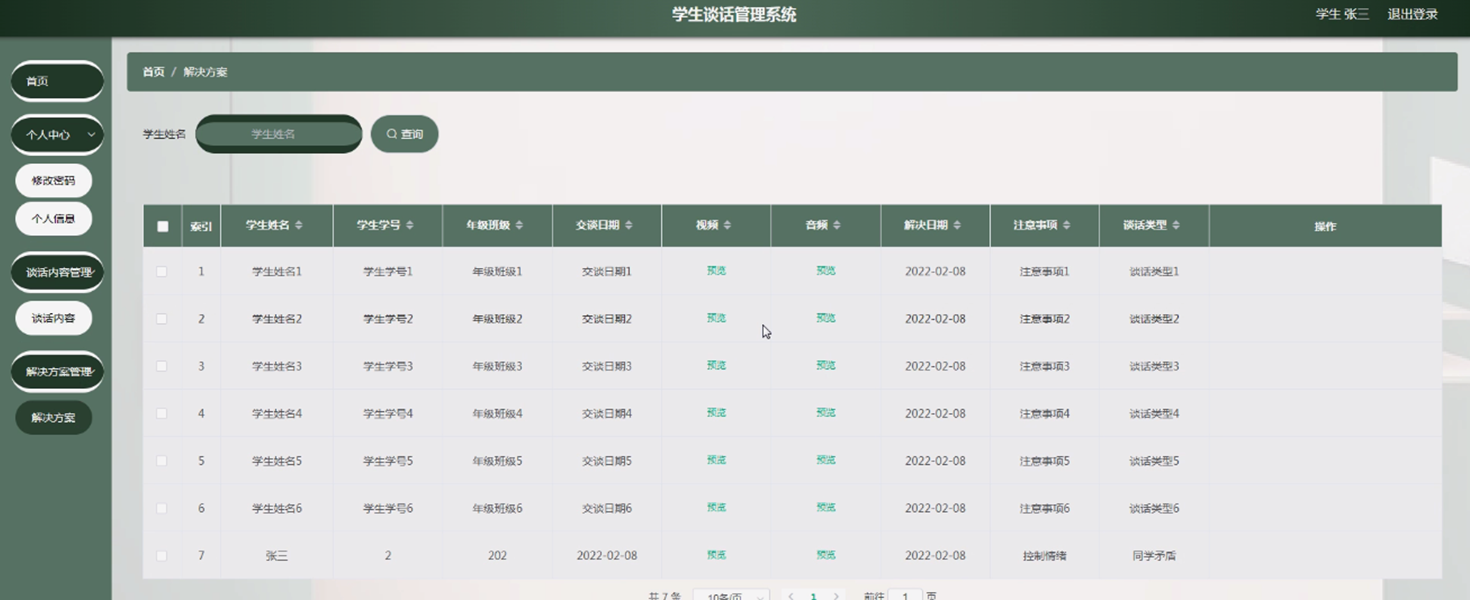 学生谈话管理系统
学生 张三 退出登录
首页
个人中心
修改密码
个人信息
谈话内容管理
谈话内容
解决方案管理
解决方案
首页 / 解决方案
学生姓名 学生姓名 查询
索引 学生姓名 学生学号 年级班级 交谈日期 视频 音频 解决日期 注意事项 谈话类型 操作
1 学生姓名1 学生学号1 年级班级1 交谈日期1 预览 预览 2022-02-08 注意事项1 谈话类型1
2 学生姓名2 学生学号2 年级班级2 交谈日期2 预览 预览 2022-02-08 注意事项2 谈话类型2
3 学生姓名3 学生学号3 年级班级3 交谈日期3 预览 预览 2022-02-08 注意事项3 谈话类型3
4 学生姓名4 学生学号4 年级班级4 交谈日期4 预览 预览 2022-02-08 注意事项4 谈话类型4
5 学生姓名5 学生学号5 年级班级5 交谈日期5 预览 预览 2022-02-08 注意事项5 谈话类型5
6 学生姓名6 学生学号6 年级班级6 交谈日期6 预览 预览 2022-02-08 注意事项6 谈话类型6
7 张三 2 202 2022-02-08 预览 预览 2022-02-08 控制情绪 同学矛盾
共 7 条 10条/页 1 前往 1 页